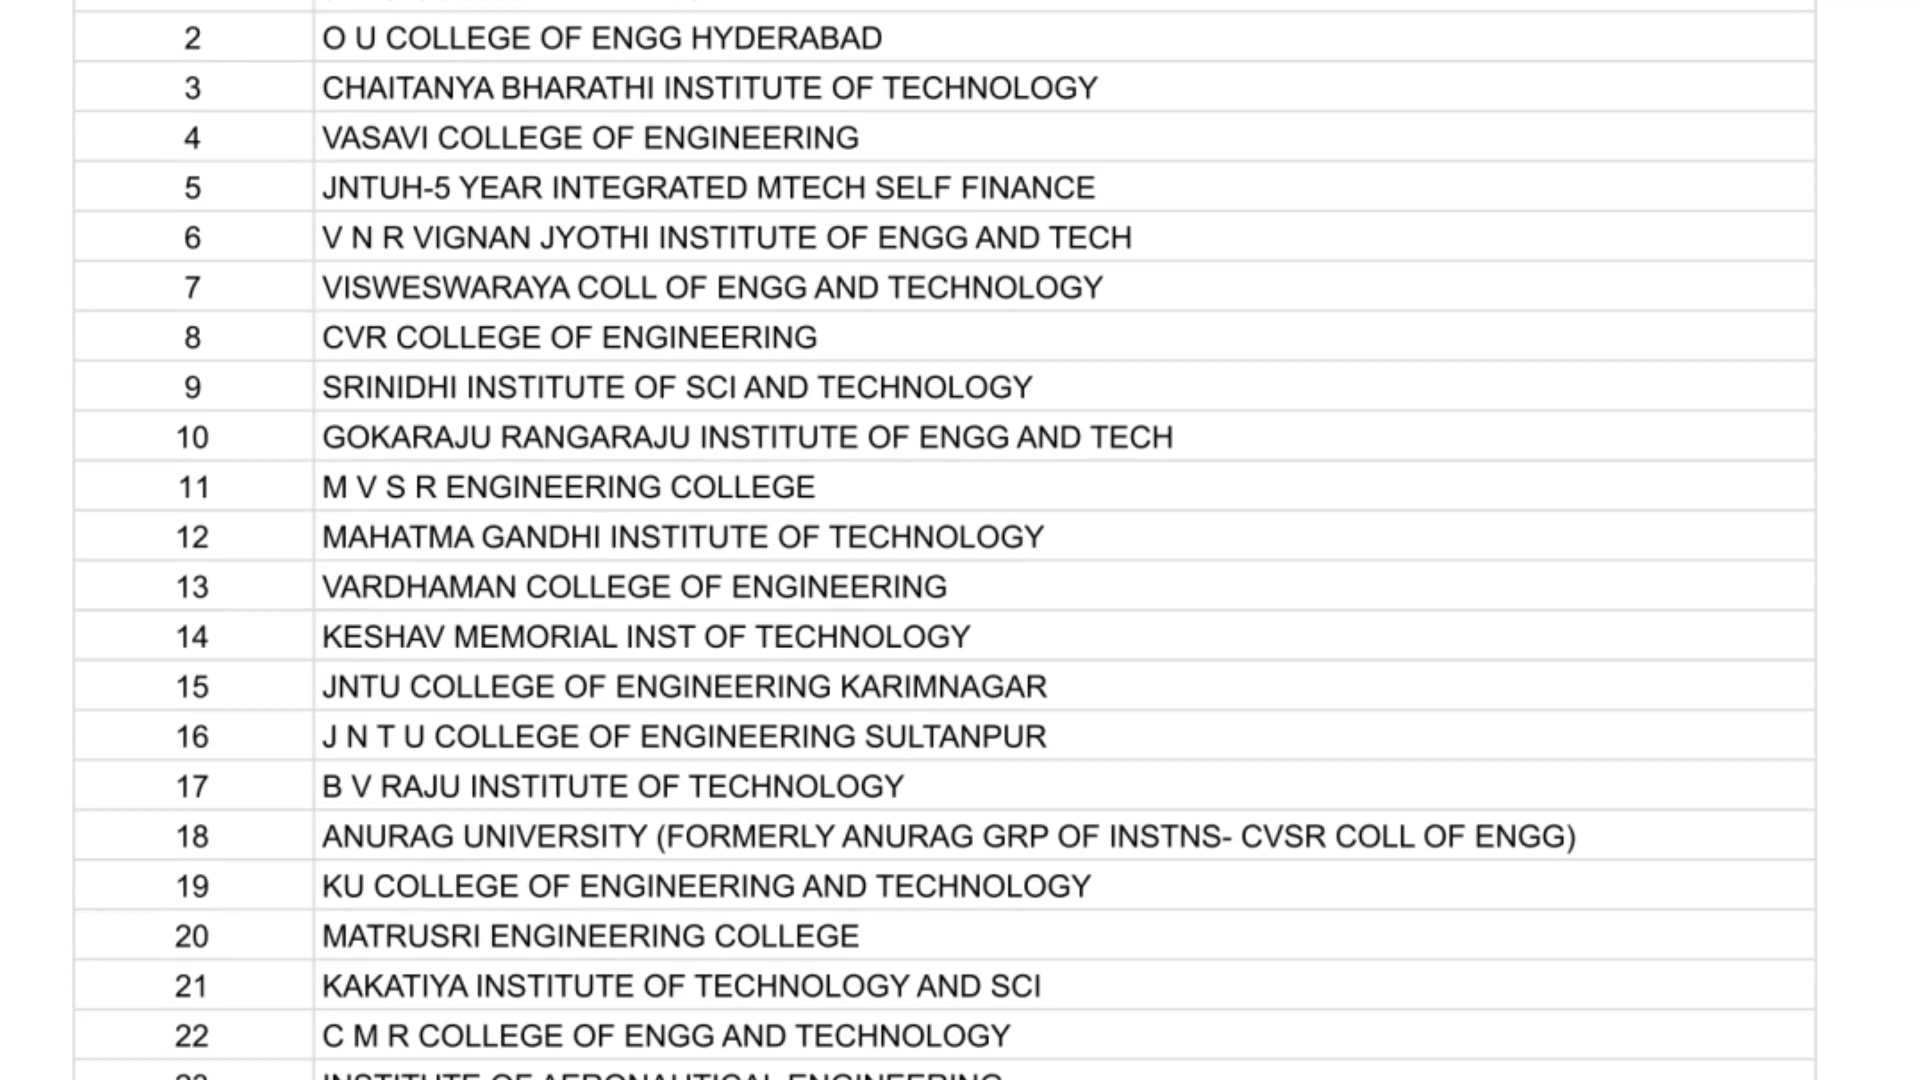 2 O U COLLEGE OF ENGG HYDERABAD
3 CHAITANYA BHARATHI INSTITUTE OF TECHNOLOGY
4 VASAVI COLLEGE OF ENGINEERING
5 JNTUH-5 YEAR INTEGRATED MTECH SELF FINANCE
6 V N R VIGNAN JYOTHI INSTITUTE OF ENGG AND TECH
7 VISWESWARAYA COLL OF ENGG AND TECHNOLOGY
8 CVR COLLEGE OF ENGINEERING
9 SRINIDHI INSTITUTE OF SCI AND TECHNOLOGY
10 GOKARAJU RANGARAJU INSTITUTE OF ENGG AND TECH
11 M V S R ENGINEERING COLLEGE
12 MAHATMA GANDHI INSTITUTE OF TECHNOLOGY
13 VARDHAMAN COLLEGE OF ENGINEERING
14 KESHAV MEMORIAL INST OF TECHNOLOGY
15 JNTU COLLEGE OF ENGINEERING KARIMNAGAR
16 J N T U COLLEGE OF ENGINEERING SULTANPUR
17 B V RAJU INSTITUTE OF TECHNOLOGY
18 ANURAG UNIVERSITY (FORMERLY ANURAG GRP OF INSTNS- CVSR COLL OF ENGG)
19 KU COLLEGE OF ENGINEERING AND TECHNOLOGY
20 MATRUSRI ENGINEERING COLLEGE
21 KAKATIYA INSTITUTE OF TECHNOLOGY AND SCI
22 C M R COLLEGE OF ENGG AND TECHNOLOGY
23 INSTITUTE OF AERONAUTICAL ENGINEERING